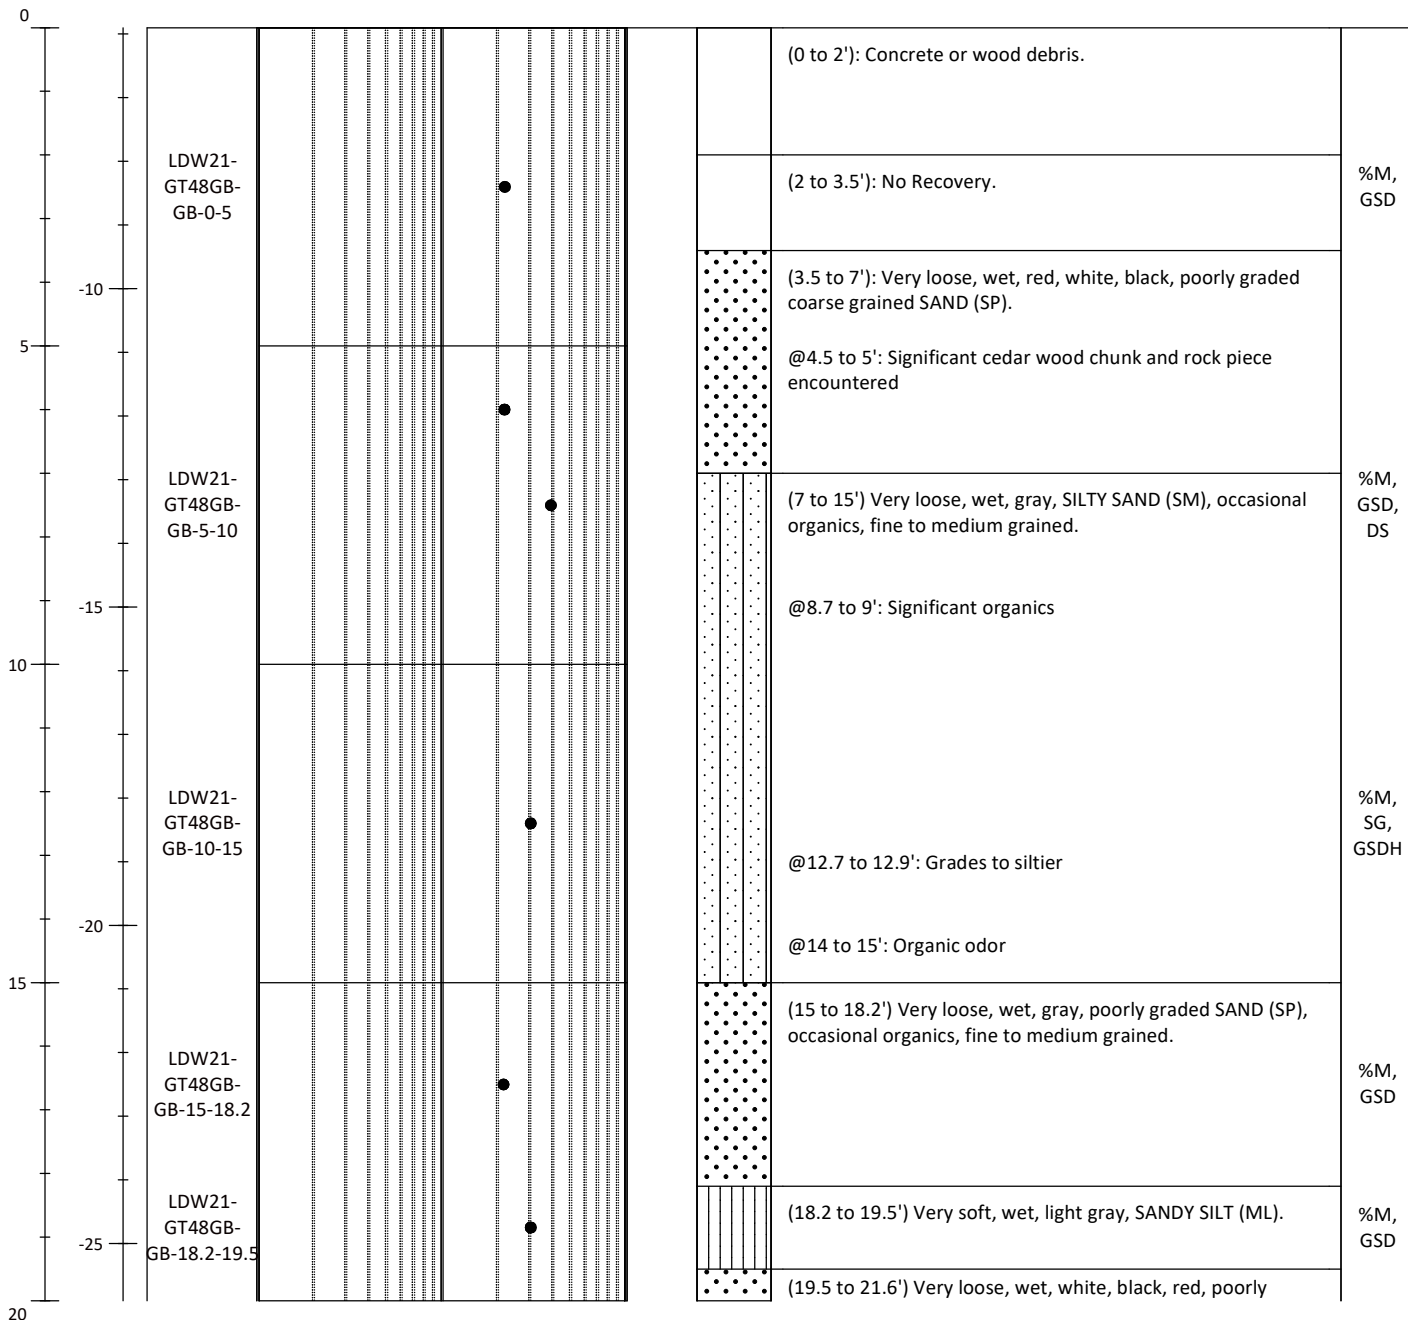 0
(0 to 2'): Concrete or wood debris.
LDW21-
GT48GB-
GB-0-5
(2 to 3.5'): No Recovery.
%M,
GSD
-10
(3.5 to 7'): Very loose, wet, red, white, black, poorly graded
coarse grained SAND (SP).
5
@4.5 to 5': Significant cedar wood chunk and rock piece
encountered
LDW21-
GT48GB-
GB-5-10
(7 to 15') Very loose, wet, gray, SILTY SAND (SM), occasional
organics, fine to medium grained.
%M,
GSD,
DS
-15
@8.7 to 9': Significant organics
10
LDW21-
GT48GB-
GB-10-15
%M,
SG,
GSDH
@12.7 to 12.9': Grades to siltier
-20
@14 to 15': Organic odor
15
(15 to 18.2') Very loose, wet, gray, poorly graded SAND (SP),
occasional organics, fine to medium grained.
LDW21-
GT48GB-
GB-15-18.2
%M,
GSD
LDW21-
GT48GB-
GB-18.2-19.5
(18.2 to 19.5') Very soft, wet, light gray, SANDY SILT (ML).
%M,
GSD
-25
(19.5 to 21.6') Very loose, wet, white, black, red, poorly
20